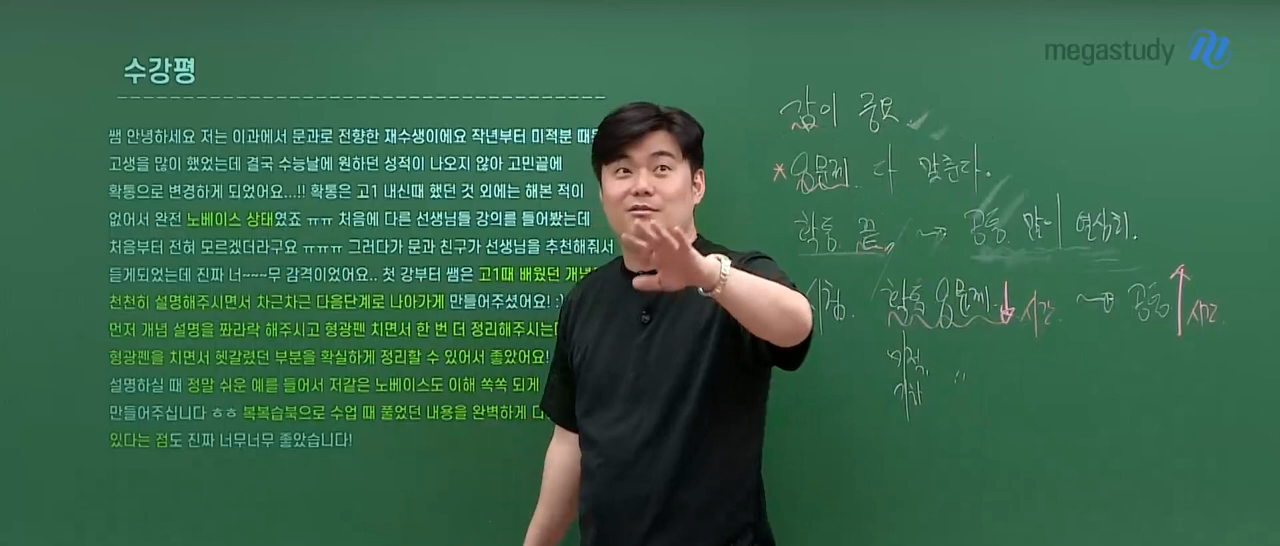 megastudy
수강평
쌤 안녕하세요 저는 이과에서 문과로 전향한 재수생이에요 작년부터 미적분
고생을 많이 했었는데 결국 수능날에 원하던 성적이 나오지 않아 고민끝에
확통으로 변경하게 되었어요...!! 확통은 고1 내신때 했던 것 외에는 해본 적이
없어서 완전 노베이스 상태였죠 ㅠㅠ 처음에 다른 선생님들 강의를 들어봤는데
처음부터 전혀 모르겠더라구요 ㅠㅠㅠ 그러다가 문과 친구가 선생님을 추천해줘서
듣게되었는데 진짜 너~~~무 감격이었어요.. 첫 강부터 쌤은 고1때 배웠던
천천히 설명해주시면서 차근차근 다음단계로 나아가게 만들어주셨어요! :)
먼저 개념 설명을 쫘라락 해주시고 형광펜 치면서 한 번 더 정리해주시는데
형광펜을 치면서 헷갈렸던 부분을 확실하게 정리할 수 있어서 좋았어요!
설명하실 때 정말 쉬운 예를 들어서 저같은 노베이스도 이해 쏙쏙 되게
만들어주십니다 ㅎㅎ 복복습북으로 수업 때 풀었던 내용을 완벽하게
있다는 점도 진짜 너무너무 좋았습니다!
감이 중요.
* 8문제 다 맞춘다.
확통 끝 → 공통 많이 연습해.
시험. 확통 8문제 ↓ 시간 → 공통 ↑ 시간
미적
기하